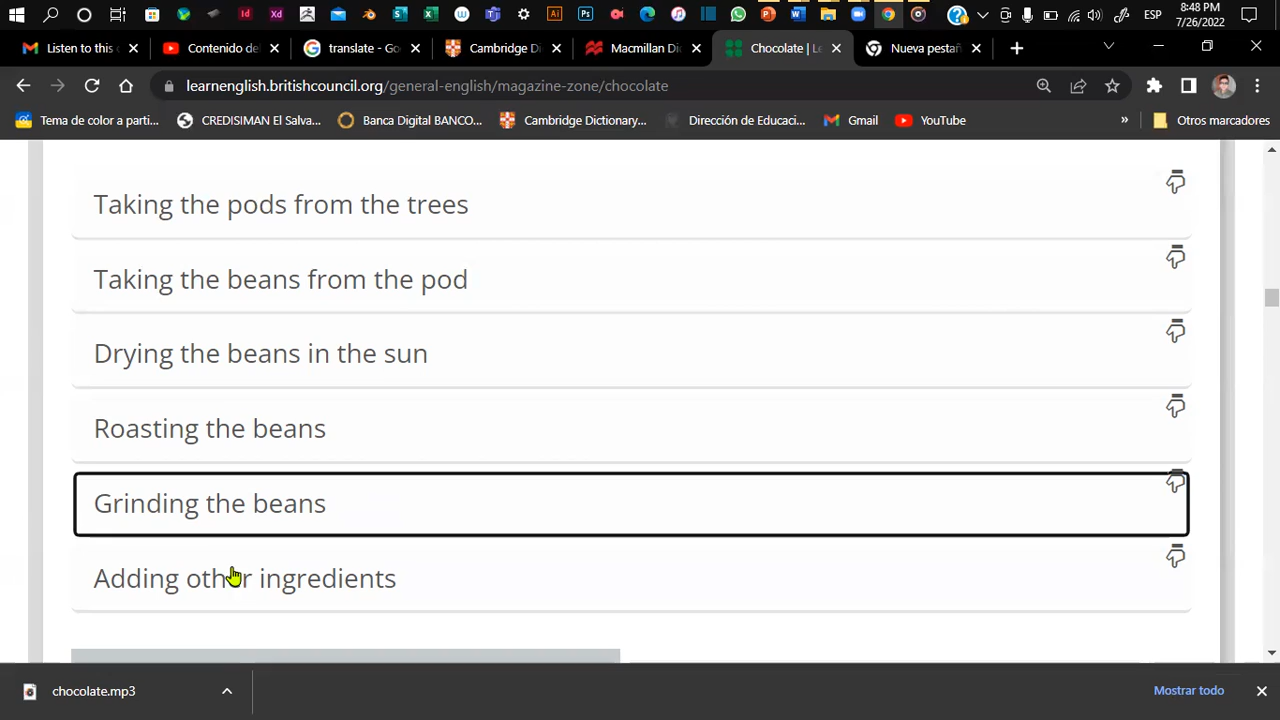 8:48 PM
ESP
7/26/2022
Listen to this c
Contenido de
translate - Go
Cambridge Di
Macmillan Dic
Chocolate | Le
Nueva pestañ
learnenglish.britishcouncil.org/general-english/magazine-zone/chocolate
Tema de color a parti...
CREDISIMAN El Salva...
Banca Digital BANCO...
Cambridge Dictionary...
Dirección de Educaci...
Gmail
YouTube
»
Otros marcadores
Taking the pods from the trees
Taking the beans from the pod
Drying the beans in the sun
Roasting the beans
Grinding the beans
Adding other ingredients
chocolate.mp3
Mostrar todo